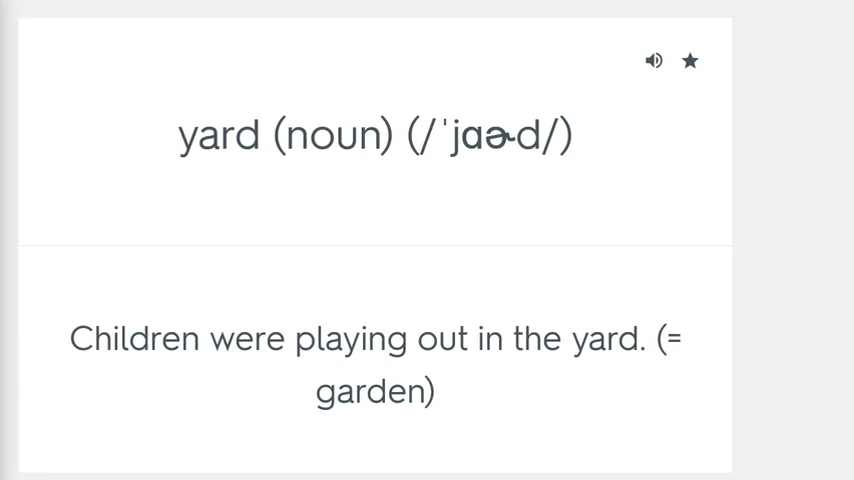 yard (noun) (/ˈjɑɚd/)
Children were playing out in the yard. (=
garden)